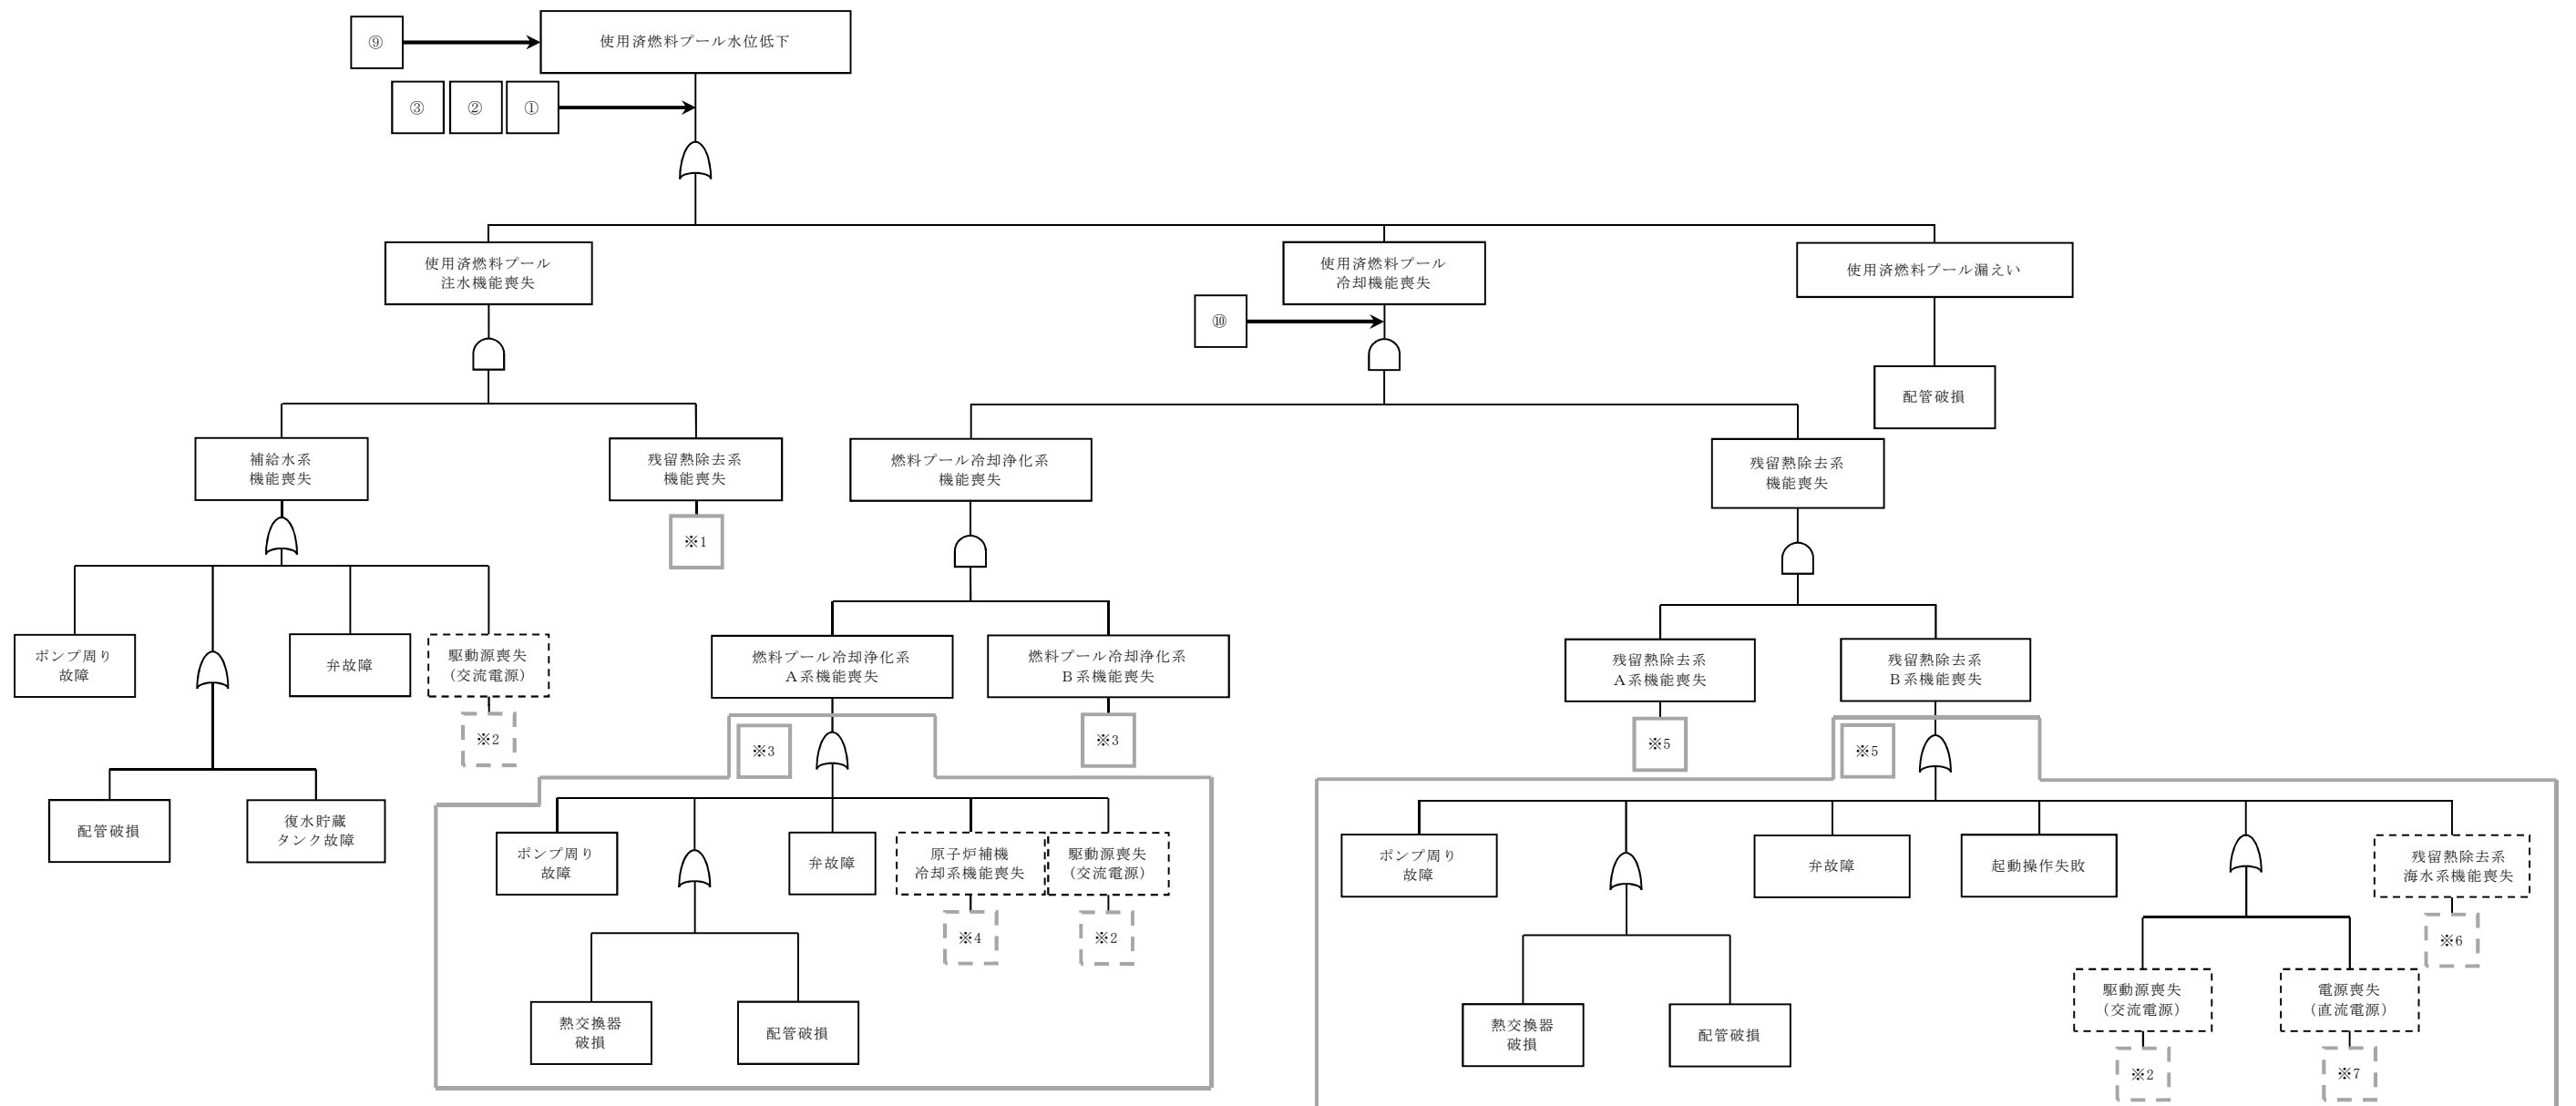 ⑨
使用済燃料プール水位低下
③
②
①
使用済燃料プール
注水機能喪失
使用済燃料プール
冷却機能喪失
使用済燃料プール漏えい
⑩
配管破損
補給水系
機能喪失
残留熱除去系
機能喪失
燃料プール冷却浄化系
機能喪失
残留熱除去系
機能喪失
※1
ポンプ周り
故障
弁故障
駆動源喪失
（交流電源）
燃料プール冷却浄化系
A系機能喪失
燃料プール冷却浄化系
B系機能喪失
残留熱除去系
A系機能喪失
残留熱除去系
B系機能喪失
※2
※3
※3
※5
※5
配管破損
復水貯蔵
タンク故障
ポンプ周り
故障
弁故障
原子炉補機
冷却系機能喪失
駆動源喪失
（交流電源）
ポンプ周り
故障
弁故障
起動操作失敗
残留熱除去系
海水系機能喪失
※4
※2
※6
熱交換器
破損
配管破損
熱交換器
破損
配管破損
駆動源喪失
（交流電源）
電源喪失
（直流電源）
※2
※7